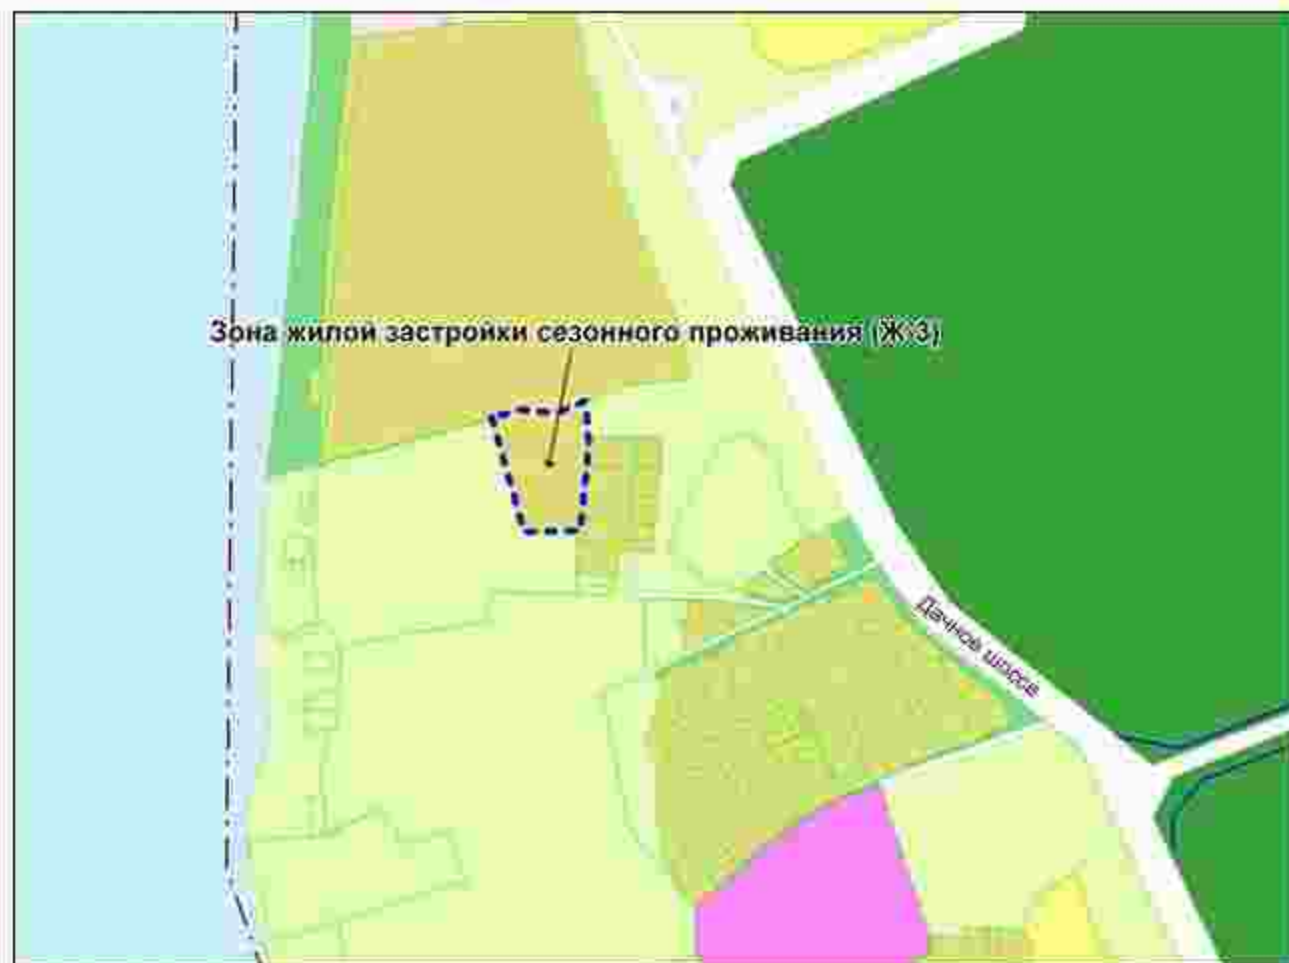 Зона жилой застройки сезонного проживания (Ж-3)
Дачное шоссе